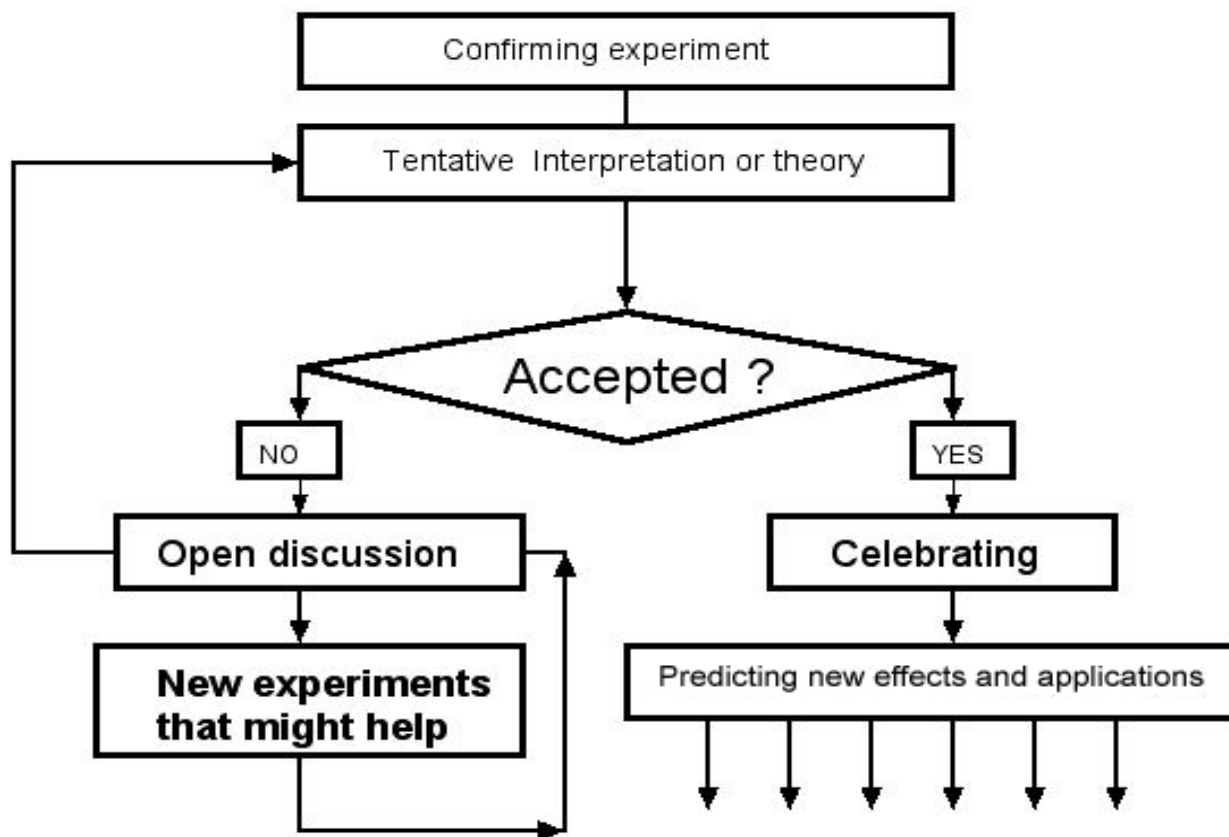 Confirming experiment
Tentative Interpretation or theory
Accepted ?
NO
YES
Open discussion
Celebrating
New experiments
that might help
Predicting new effects and applications